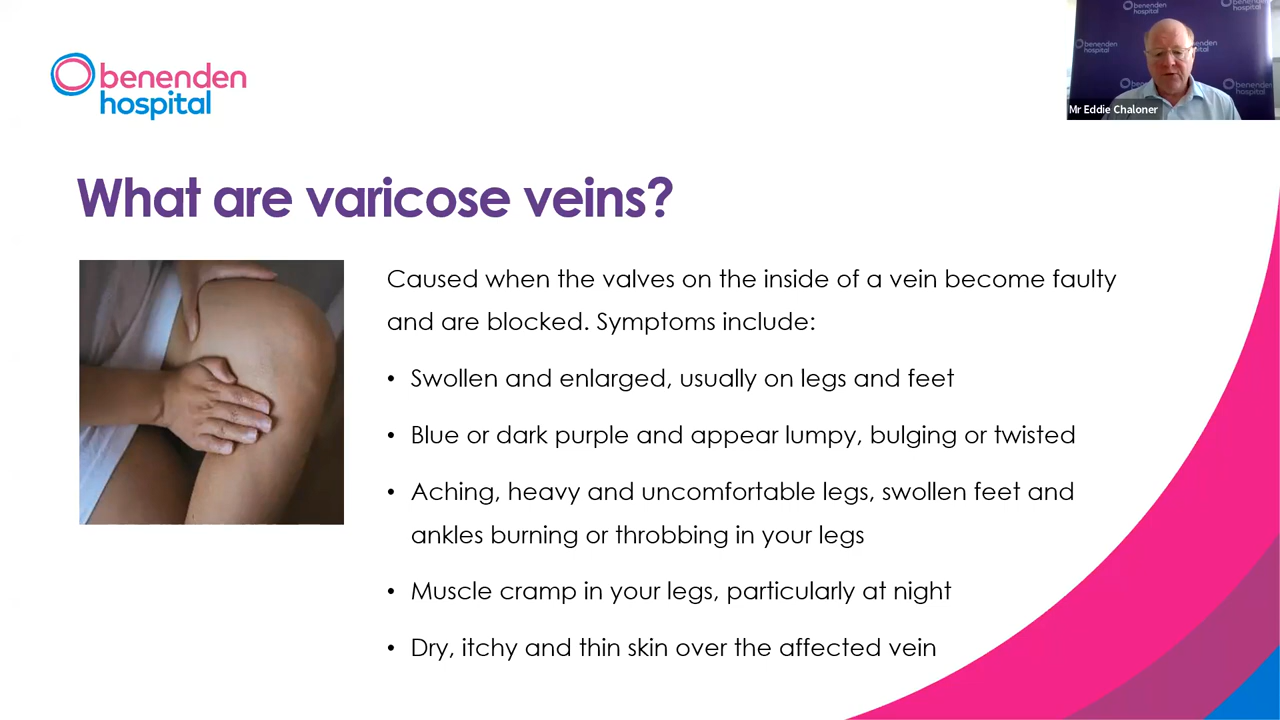 benenden
hospital
Mr Eddie Chaloner
What are varicose veins?
Caused when the valves on the inside of a vein become faulty
and are blocked. Symptoms include:
• Swollen and enlarged, usually on legs and feet
• Blue or dark purple and appear lumpy, bulging or twisted
• Aching, heavy and uncomfortable legs, swollen feet and
ankles burning or throbbing in your legs
• Muscle cramp in your legs, particularly at night
• Dry, itchy and thin skin over the affected vein